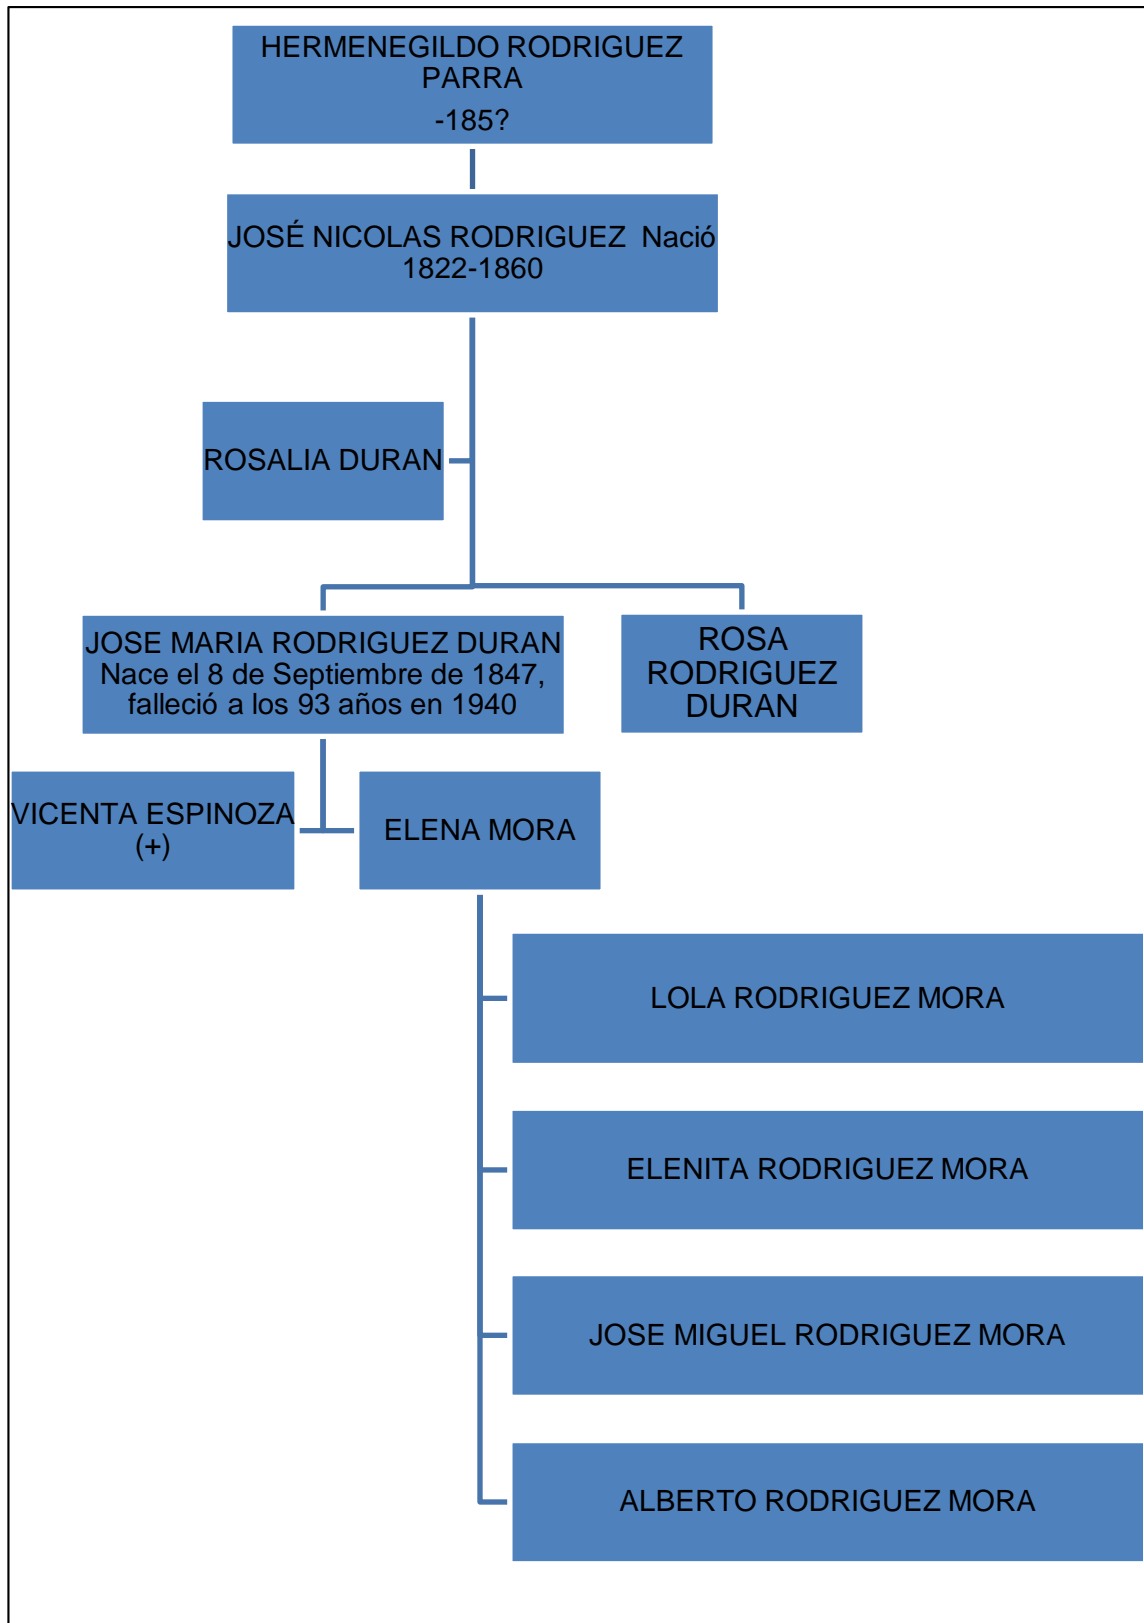 HERMENEGILDO RODRIGUEZ
PARRA
-185?
JOSÉ NICOLAS RODRIGUEZ  Nació
1822-1860
ROSALIA DURAN
JOSE MARIA RODRIGUEZ DURAN
Nace el 8 de Septiembre de 1847,
falleció a los 93 años en 1940
ROSA
RODRIGUEZ
DURAN
VICENTA ESPINOZA
(+)
ELENA MORA
LOLA RODRIGUEZ MORA
ELENITA RODRIGUEZ MORA
JOSE MIGUEL RODRIGUEZ MORA
ALBERTO RODRIGUEZ MORA